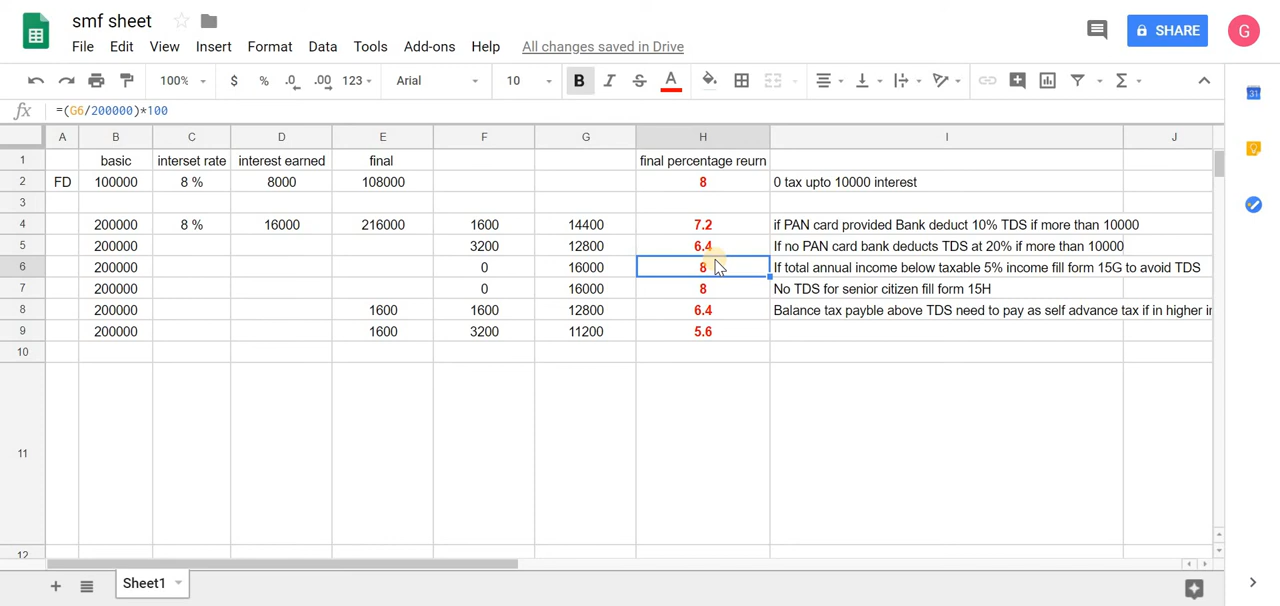 smf sheet
File Edit View Insert Format Data Tools Add-ons Help All changes saved in Drive
SHARE
G
100% $ % .0 .00 123 Arial 10 B I S A Σ
31
fx =(G6/200000)*100
A B C D E F G H I J
1 basic interset rate interest earned final final percentage reurn
2 FD 100000 8 % 8000 108000 8 0 tax upto 10000 interest
3
4 200000 8 % 16000 216000 1600 14400 7.2 if PAN card provided Bank deduct 10% TDS if more than 10000
5 200000 3200 12800 6.4 If no PAN card bank deducts TDS at 20% if more than 10000
6 200000 0 16000 8 If total annual income below taxable 5% income fill form 15G to avoid TDS
7 200000 0 16000 8 No TDS for senior citizen fill form 15H
8 200000 1600 1600 12800 6.4 Balance tax payble above TDS need to pay as self advance tax if in higher ir
9 200000 1600 3200 11200 5.6
10
11
12
Sheet1